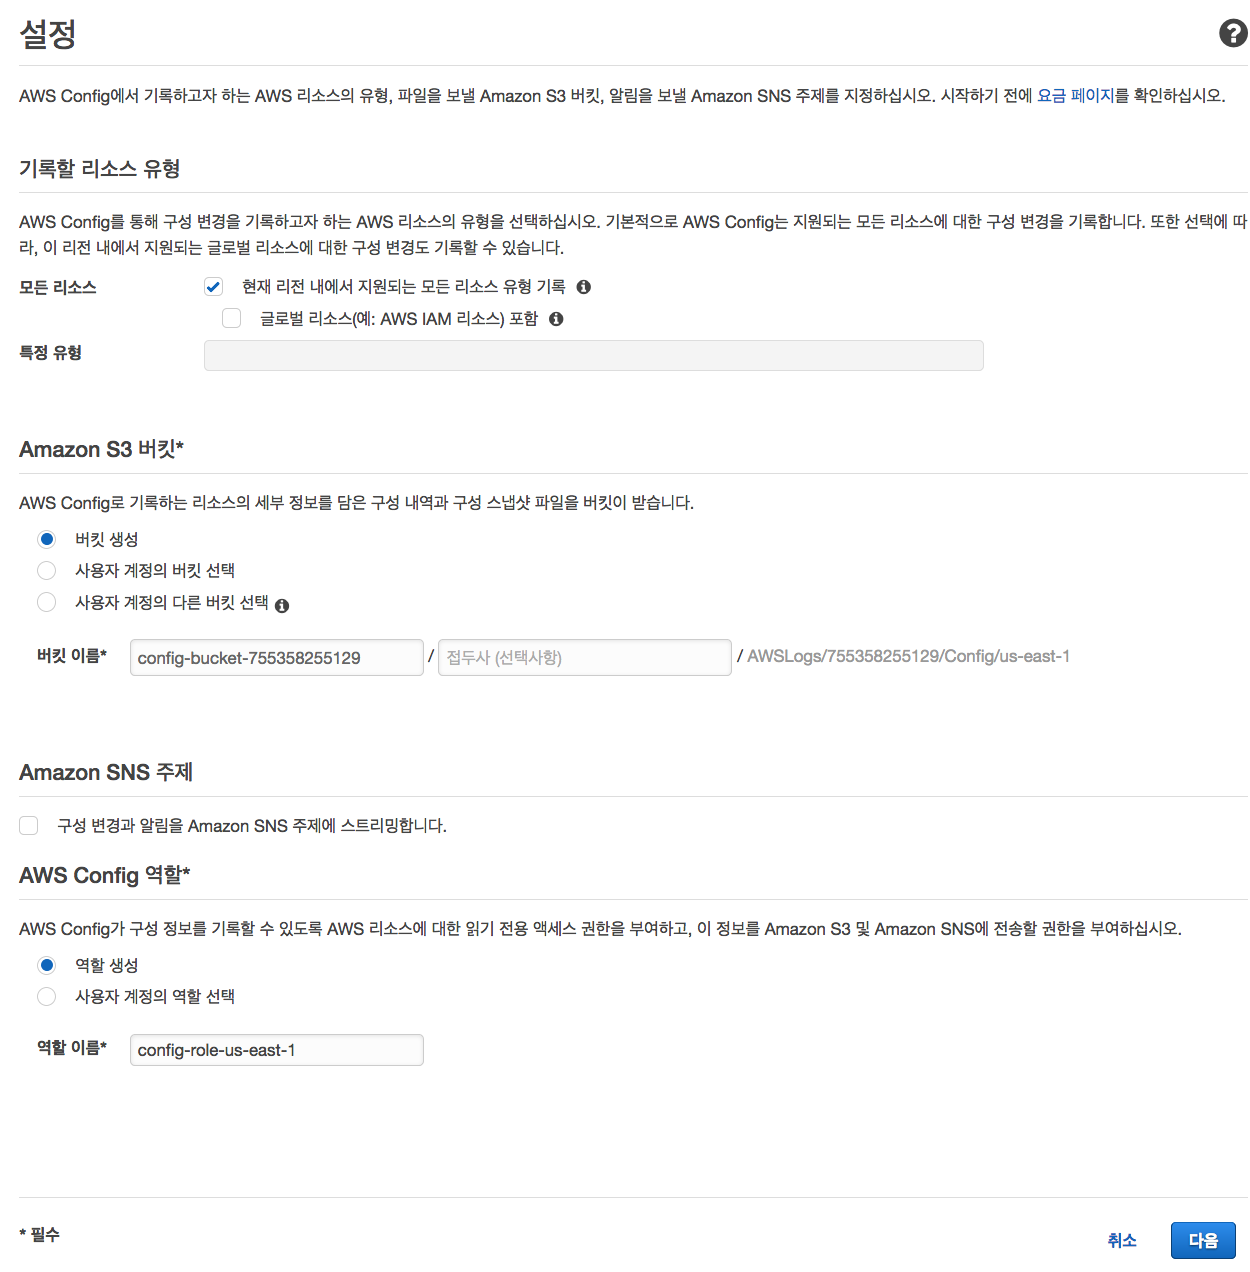 설정
AWS Config에서 기록하고자 하는 AWS 리소스의 유형, 파일을 보낼 Amazon S3 버킷, 알림을 보낼 Amazon SNS 주제를 지정하십시오. 시작하기 전에 요금 페이지를 확인하십시오.
기록할 리소스 유형
AWS Config를 통해 구성 변경을 기록하고자 하는 AWS 리소스의 유형을 선택하십시오. 기본적으로 AWS Config는 지원되는 모든 리소스에 대한 구성 변경을 기록합니다. 또한 선택에 따
라, 이 리전 내에서 지원되는 글로벌 리소스에 대한 구성 변경도 기록할 수 있습니다.
모든 리소스 현재 리전 내에서 지원되는 모든 리소스 유형 기록
글로벌 리소스(예: AWS IAM 리소스) 포함
특정 유형
Amazon S3 버킷*
AWS Config로 기록하는 리소스의 세부 정보를 담은 구성 내역과 구성 스냅샷 파일을 버킷이 받습니다.
버킷 생성
사용자 계정의 버킷 선택
사용자 계정의 다른 버킷 선택
버킷 이름* config-bucket-755358255129 / 접두사 (선택사항) / AWSLogs/755358255129/Config/us-east-1
Amazon SNS 주제
구성 변경과 알림을 Amazon SNS 주제에 스트리밍합니다.
AWS Config 역할*
AWS Config가 구성 정보를 기록할 수 있도록 AWS 리소스에 대한 읽기 전용 액세스 권한을 부여하고, 이 정보를 Amazon S3 및 Amazon SNS에 전송할 권한을 부여하십시오.
역할 생성
사용자 계정의 역할 선택
역할 이름* config-role-us-east-1
* 필수 취소 다음